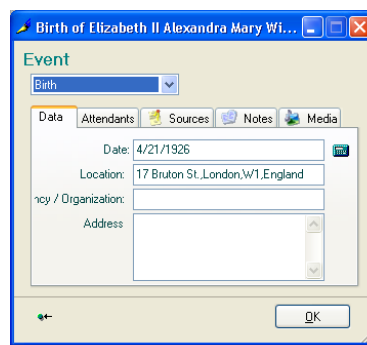 Birth of Elizabeth II Alexandra Mary Wi...
Event
Birth
Data Attendants Sources Notes Media
Date: 4/21/1926
Location: 17 Bruton St.,London,W1,England
ncy / Organization:
Address
OK